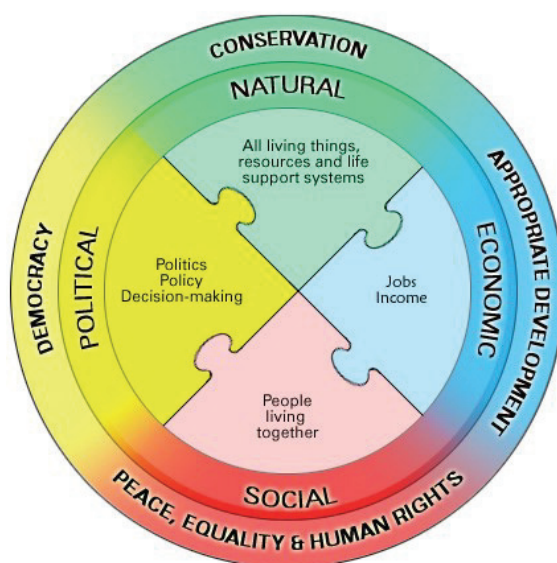 CONSERVATION
NATURAL
All living things,
resources and life
support systems
DEMOCRACY
POLITICAL
Politics
Policy
Decision-making
Jobs
Income
ECONOMIC
APPROPRIATE DEVELOPMENT
People
living
together
SOCIAL
PEACE, EQUALITY & HUMAN RIGHTS